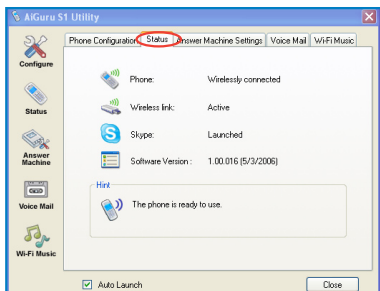 AiGuru S1 Utility
Phone Configuration Status Answer Machine Settings Voice Mail Wi-Fi Music
Configure
Status
Answer
Machine
Voice Mail
Wi-Fi Music
Phone: Wirelessly connected
Wireless link: Active
Skype: Launched
Software Version : 1.00.016 (5/3/2006)
Hint
The phone is ready to use.
Auto Launch Close